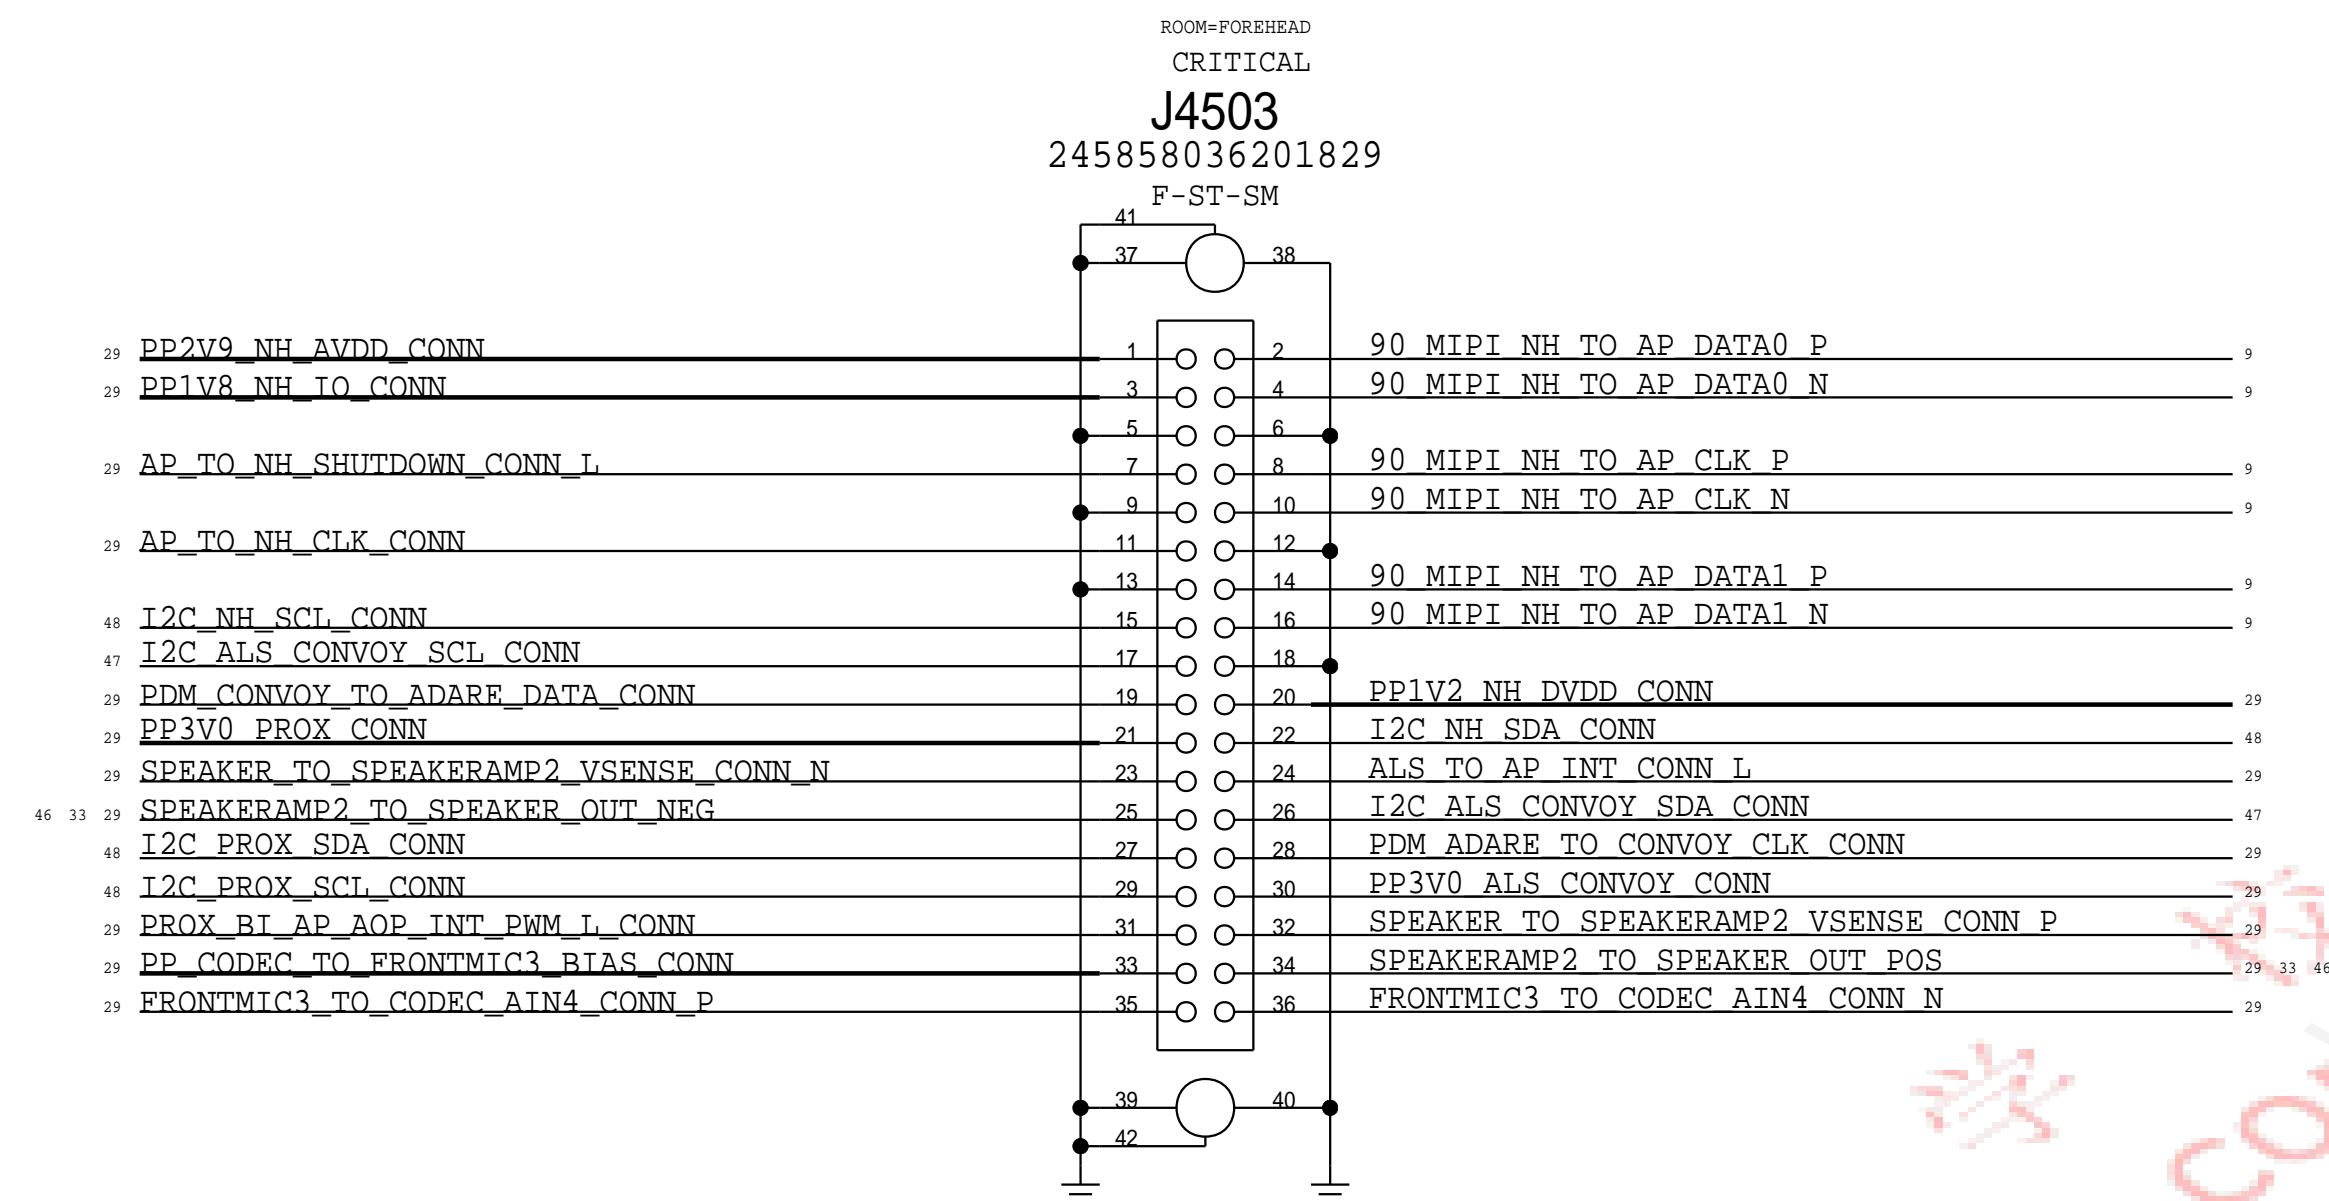 ROOM=FOREHEAD
CRITICAL
J4503
245858036201829
F-ST-SM
41
37 38
29 PP2V9_NH_AVDD_CONN 1 2 90_MIPI_NH_TO_AP_DATA0_P 9
29 PP1V8_NH_IO_CONN 3 4 90_MIPI_NH_TO_AP_DATA0_N 9
5 6
29 AP_TO_NH_SHUTDOWN_CONN_L 7 8 90_MIPI_NH_TO_AP_CLK_P 9
9 10 90_MIPI_NH_TO_AP_CLK_N 9
29 AP_TO_NH_CLK_CONN 11 12
13 14 90_MIPI_NH_TO_AP_DATA1_P 9
48 I2C_NH_SCL_CONN 15 16 90_MIPI_NH_TO_AP_DATA1_N 9
47 I2C_ALS_CONVOY_SCL_CONN 17 18
29 PDM_CONVOY_TO_ADARE_DATA_CONN 19 20 PP1V2_NH_DVDD_CONN 29
29 PP3V0_PROX_CONN 21 22 I2C_NH_SDA_CONN 48
29 SPEAKER_TO_SPEAKERAMP2_VSENSE_CONN_N 23 24 ALS_TO_AP_INT_CONN_L 29
46 33 29 SPEAKERAMP2_TO_SPEAKER_OUT_NEG 25 26 I2C_ALS_CONVOY_SDA_CONN 47
48 I2C_PROX_SDA_CONN 27 28 PDM_ADARE_TO_CONVOY_CLK_CONN 29
48 I2C_PROX_SCL_CONN 29 30 PP3V0_ALS_CONVOY_CONN 29
29 PROX_BI_AP_AOP_INT_PWM_L_CONN 31 32 SPEAKER_TO_SPEAKERAMP2_VSENSE_CONN_P 29
29 PP_CODEC_TO_FRONTMIC3_BIAS_CONN 33 34 SPEAKERAMP2_TO_SPEAKER_OUT_POS 29 33 46
29 FRONTMIC3_TO_CODEC_AIN4_CONN_P 35 36 FRONTMIC3_TO_CODEC_AIN4_CONN_N 29
39 40
42